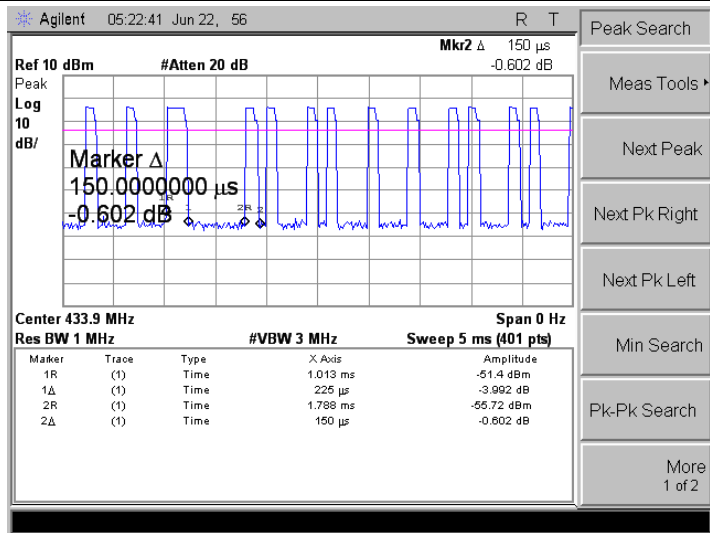 Agilent 05:22:41 Jun 22, 56 R T
Mkr2 Δ 150 μs
Ref 10 dBm #Atten 20 dB -0.602 dB
Peak
Log
10
dB/
Marker Δ
150.0000000 μs
-0.602 dB
1R 1 2R 2
Center 433.9 MHz Span 0 Hz
Res BW 1 MHz #VBW 3 MHz Sweep 5 ms (401 pts)
Marker Trace Type X Axis Amplitude
1R (1) Time 1.013 ms -51.4 dBm
1Δ (1) Time 225 μs -3.992 dB
2R (1) Time 1.788 ms -55.72 dBm
2Δ (1) Time 150 μs -0.602 dB
Peak Search
Meas Tools
Next Peak
Next Pk Right
Next Pk Left
Min Search
Pk-Pk Search
More
1 of 2